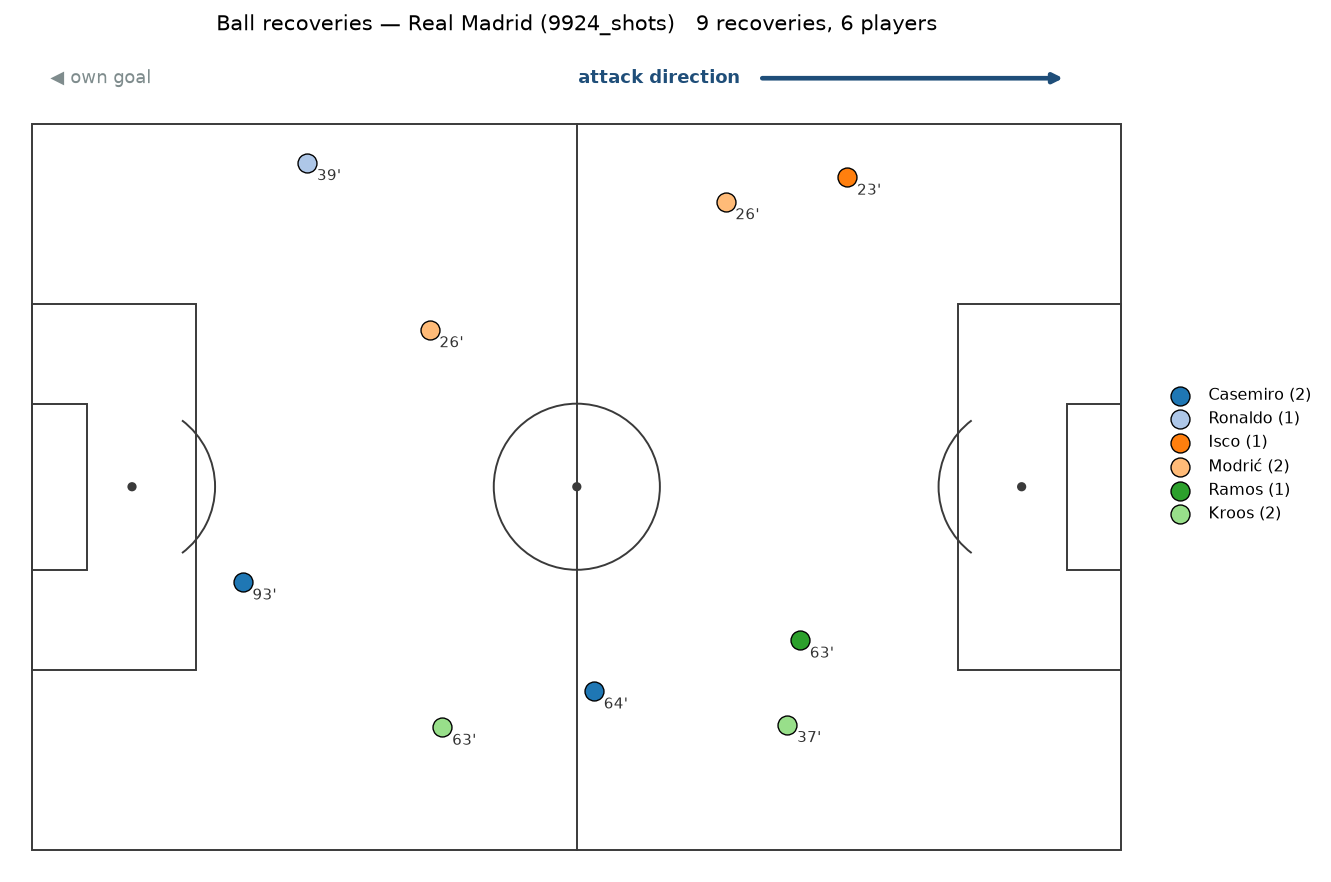 Ball recoveries — Real Madrid (9924_shots)   9 recoveries, 6 players
◀ own goal
attack direction
39'
23'
26'
26'
93'
63'
64'
63'
37'
Casemiro (2)
Ronaldo (1)
Isco (1)
Modrić (2)
Ramos (1)
Kroos (2)